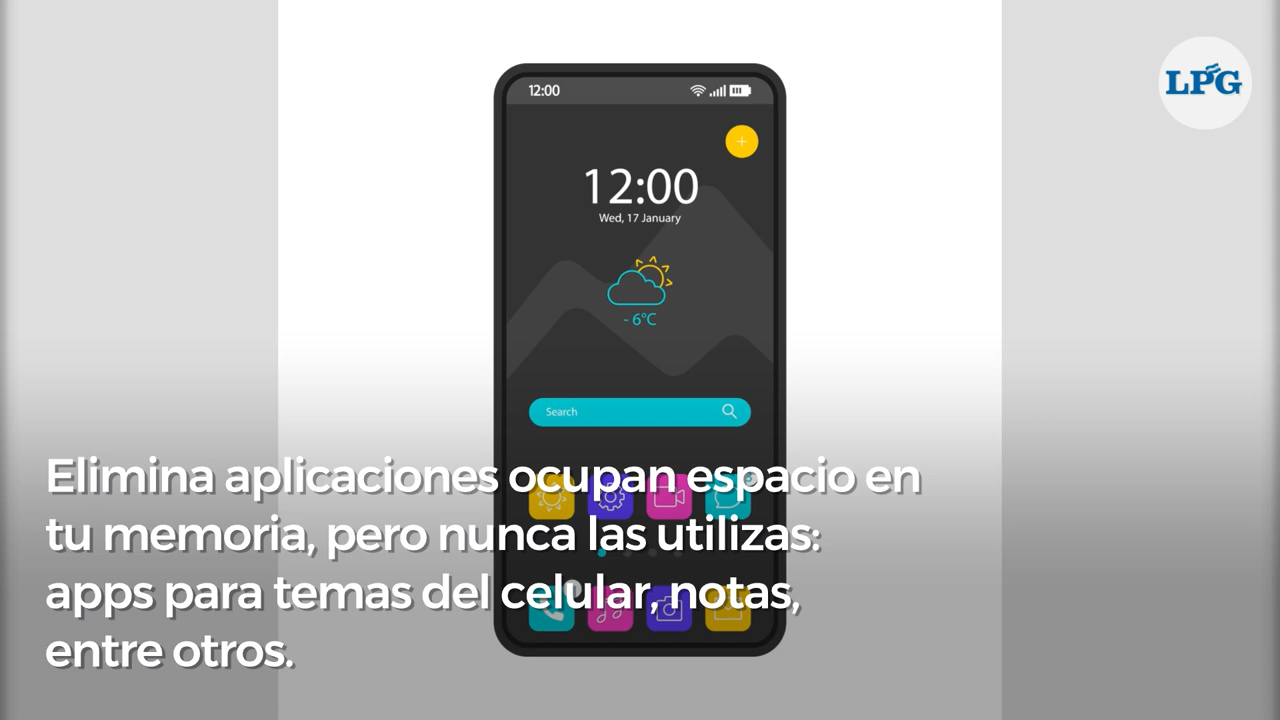 LPG
12:00
12:00
Wed, 17 January
- 6°C
Search
Elimina aplicaciones ocupan espacio en
tu memoria, pero nunca las utilizas:
apps para temas del celular, notas,
entre otros.